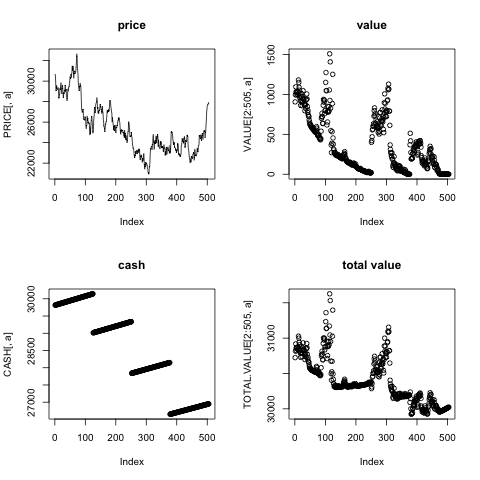 price
PRICE[, a]
30000
26000
22000
0 100 200 300 400 500
Index
value
VALUE[2:505, a]
1500
1000
500
0
0 100 200 300 400 500
Index
cash
CASH[, a]
30000
28500
27000
0 100 200 300 400 500
Index
total value
TOTAL.VALUE[2:505, a]
31000
30000
0 100 200 300 400 500
Index